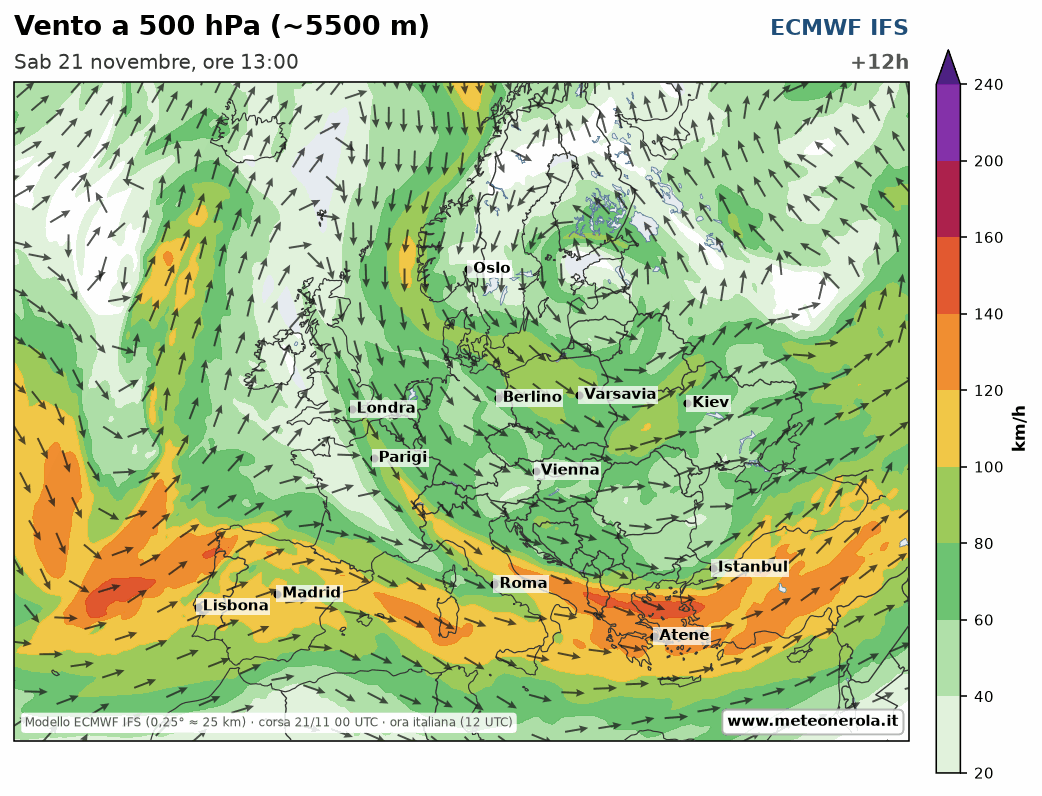 Vento a 500 hPa (~5500 m)
ECMWF IFS
Sab 21 novembre, ore 13:00
+12h
240
200
160
140
120
100
80
60
40
20
km/h
Oslo
Berlino
Varsavia
Kiev
Londra
Parigi
Vienna
Istanbul
Roma
Madrid
Lisbona
Atene
Modello ECMWF IFS (0,25° ≈ 25 km) · corsa 21/11 00 UTC · ora italiana (12 UTC)
www.meteonerola.it